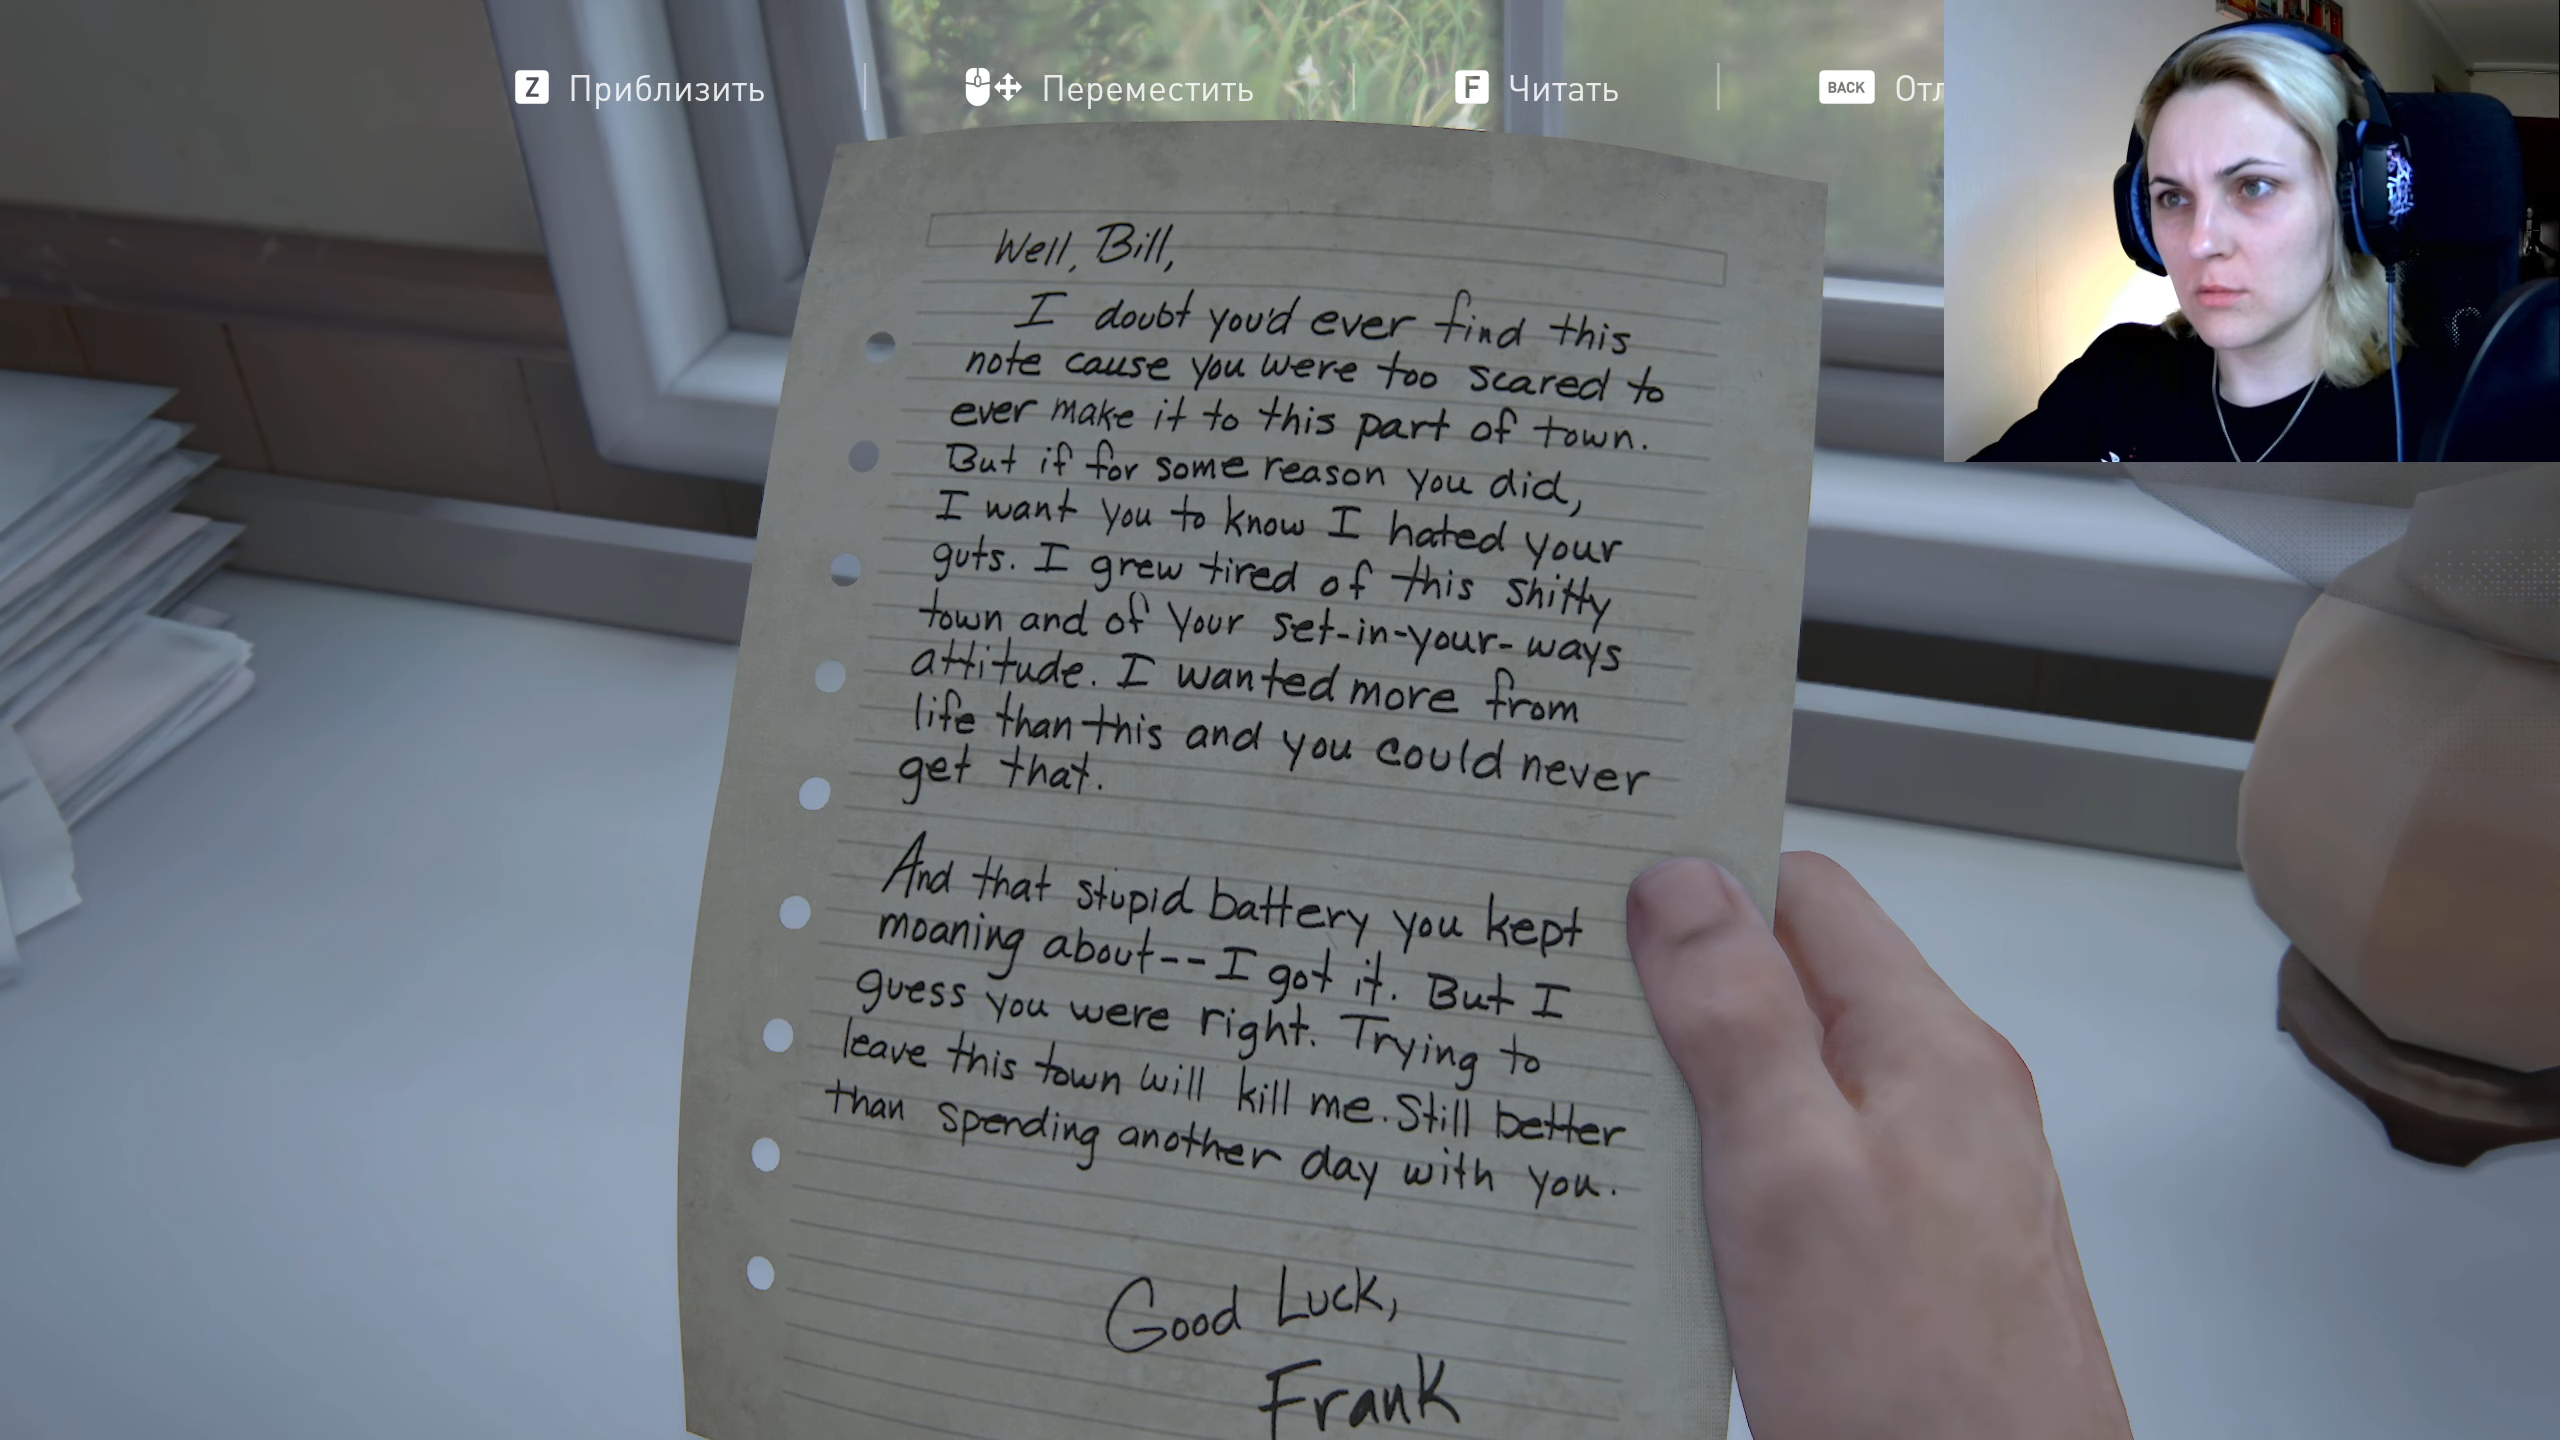 Z Приблизить
Переместить
F Читать
BACK
Well, Bill,
I doubt you'd ever find this
note cause you were too scared to
ever make it to this part of town.
But if for some reason you did,
I want you to know I hated your
guts. I grew tired of this shitty
town and of your set-in-your-ways
attitude. I wanted more from
life than this and you could never
get that.
And that stupid battery you kept
moaning about--I got it. But I
guess you were right. Trying to
leave this town will kill me. Still better
than spending another day with you.
Good Luck,
Frank